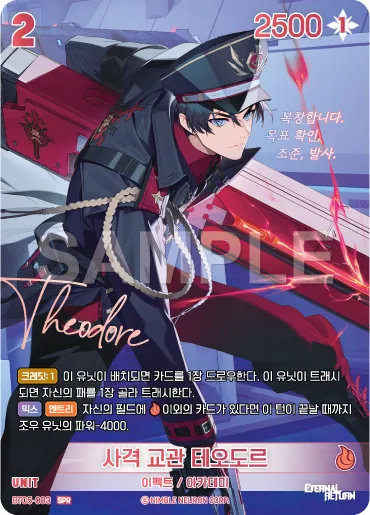 2
2500 1
복창합니다.
목표 확인,
조준, 발사.
SAMPLE
Theodore
크레딧: 1 이 유닛이 배치되면 카드를 1장 드로우한다. 이 유닛이 트래시
되면 자신의 패를 1장 골라 트래시한다.
믹스 엔트리 자신의 필드에 이외의 카드가 있다면 이 턴이 끝날 때까지
조우 유닛의 파워-4000.
사격 교관 테오도르
UNIT
이펙트 / 아카데미
BT05-083 SPR
© NIMBLE NEURON CORP.
ETERNAL RETURN